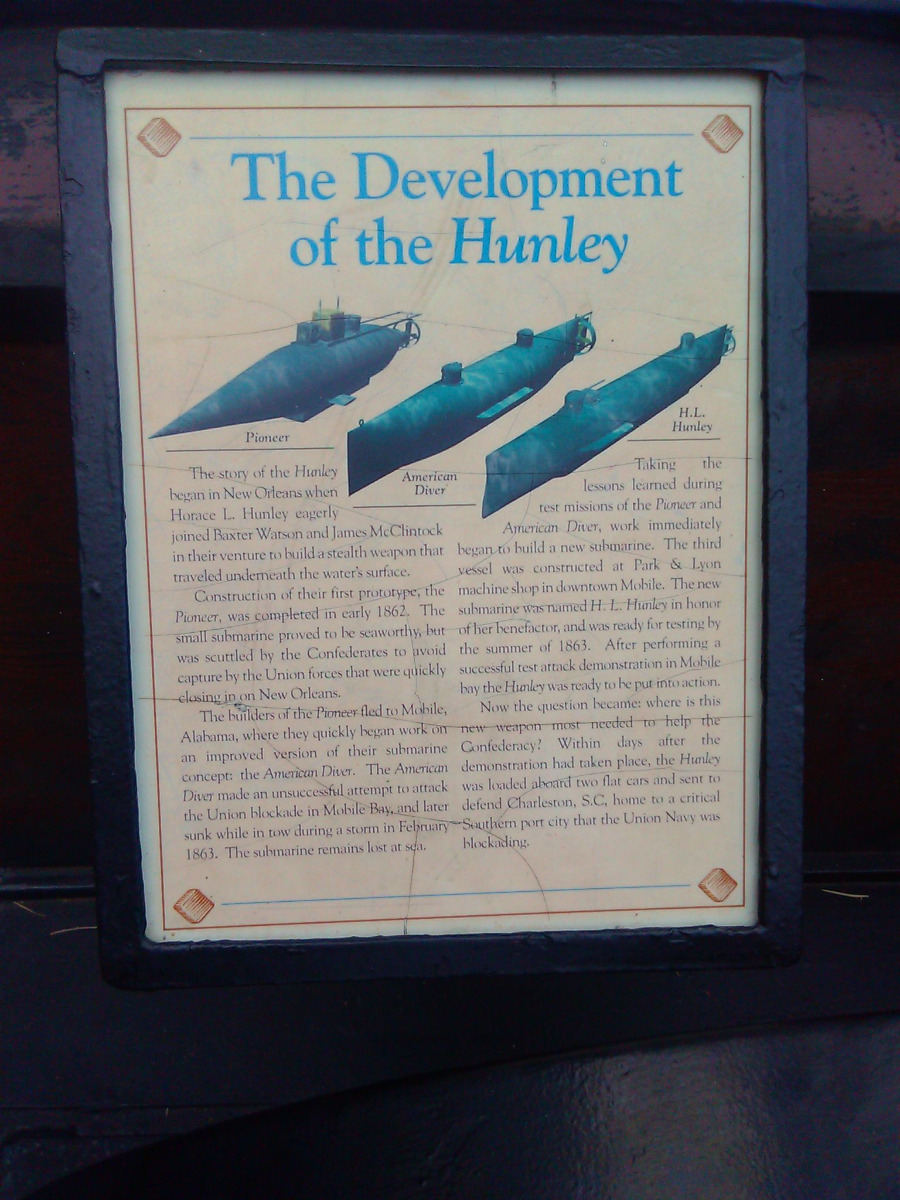 The Development
of the Hunley
Pioneer
American
Diver
H.L.
Hunley
The story of the Hunley
began in New Orleans when
Horace L. Hunley eagerly
joined Baxter Watson and James McClintock
in their venture to build a stealth weapon that
traveled underneath the water's surface.
Construction of their first prototype, the
Pioneer, was completed in early 1862. The
small submarine proved to be seaworthy, but
was scuttled by the Confederates to avoid
capture by the Union forces that were quickly
closing in on New Orleans.
The builders of the Pioneer fled to Mobile,
Alabama, where they quickly began work on
an improved version of their submarine
concept: the American Diver. The American
Diver made an unsuccessful attempt to attack
the Union blockade in Mobile Bay, and later
sunk while in tow during a storm in February
1863. The submarine remains lost at sea.
Taking the
lessons learned during
test missions of the Pioneer and
American Diver, work immediately
began to build a new submarine. The third
vessel was constructed at Park & Lyon
machine shop in downtown Mobile. The new
submarine was named H. L. Hunley in honor
of her benefactor, and was ready for testing by
the summer of 1863. After performing a
successful test attack demonstration in Mobile
bay the Hunley was ready to be put into action.
Now the question became: where is this
new weapon most needed to help the
Confederacy? Within days after the
demonstration had taken place, the Hunley
was loaded aboard two flat cars and sent to
defend Charleston, S.C, home to a critical
Southern port city that the Union Navy was
blockading.